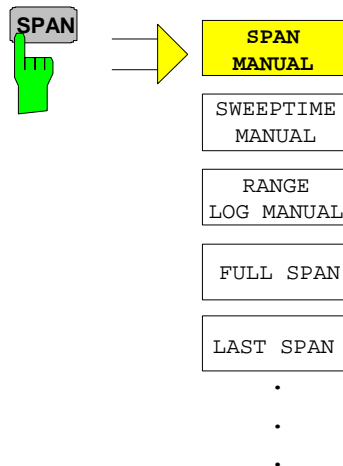 SPAN
SPAN
MANUAL
SWEEPTIME
MANUAL
RANGE
LOG MANUAL
FULL SPAN
LAST SPAN
.
.
.